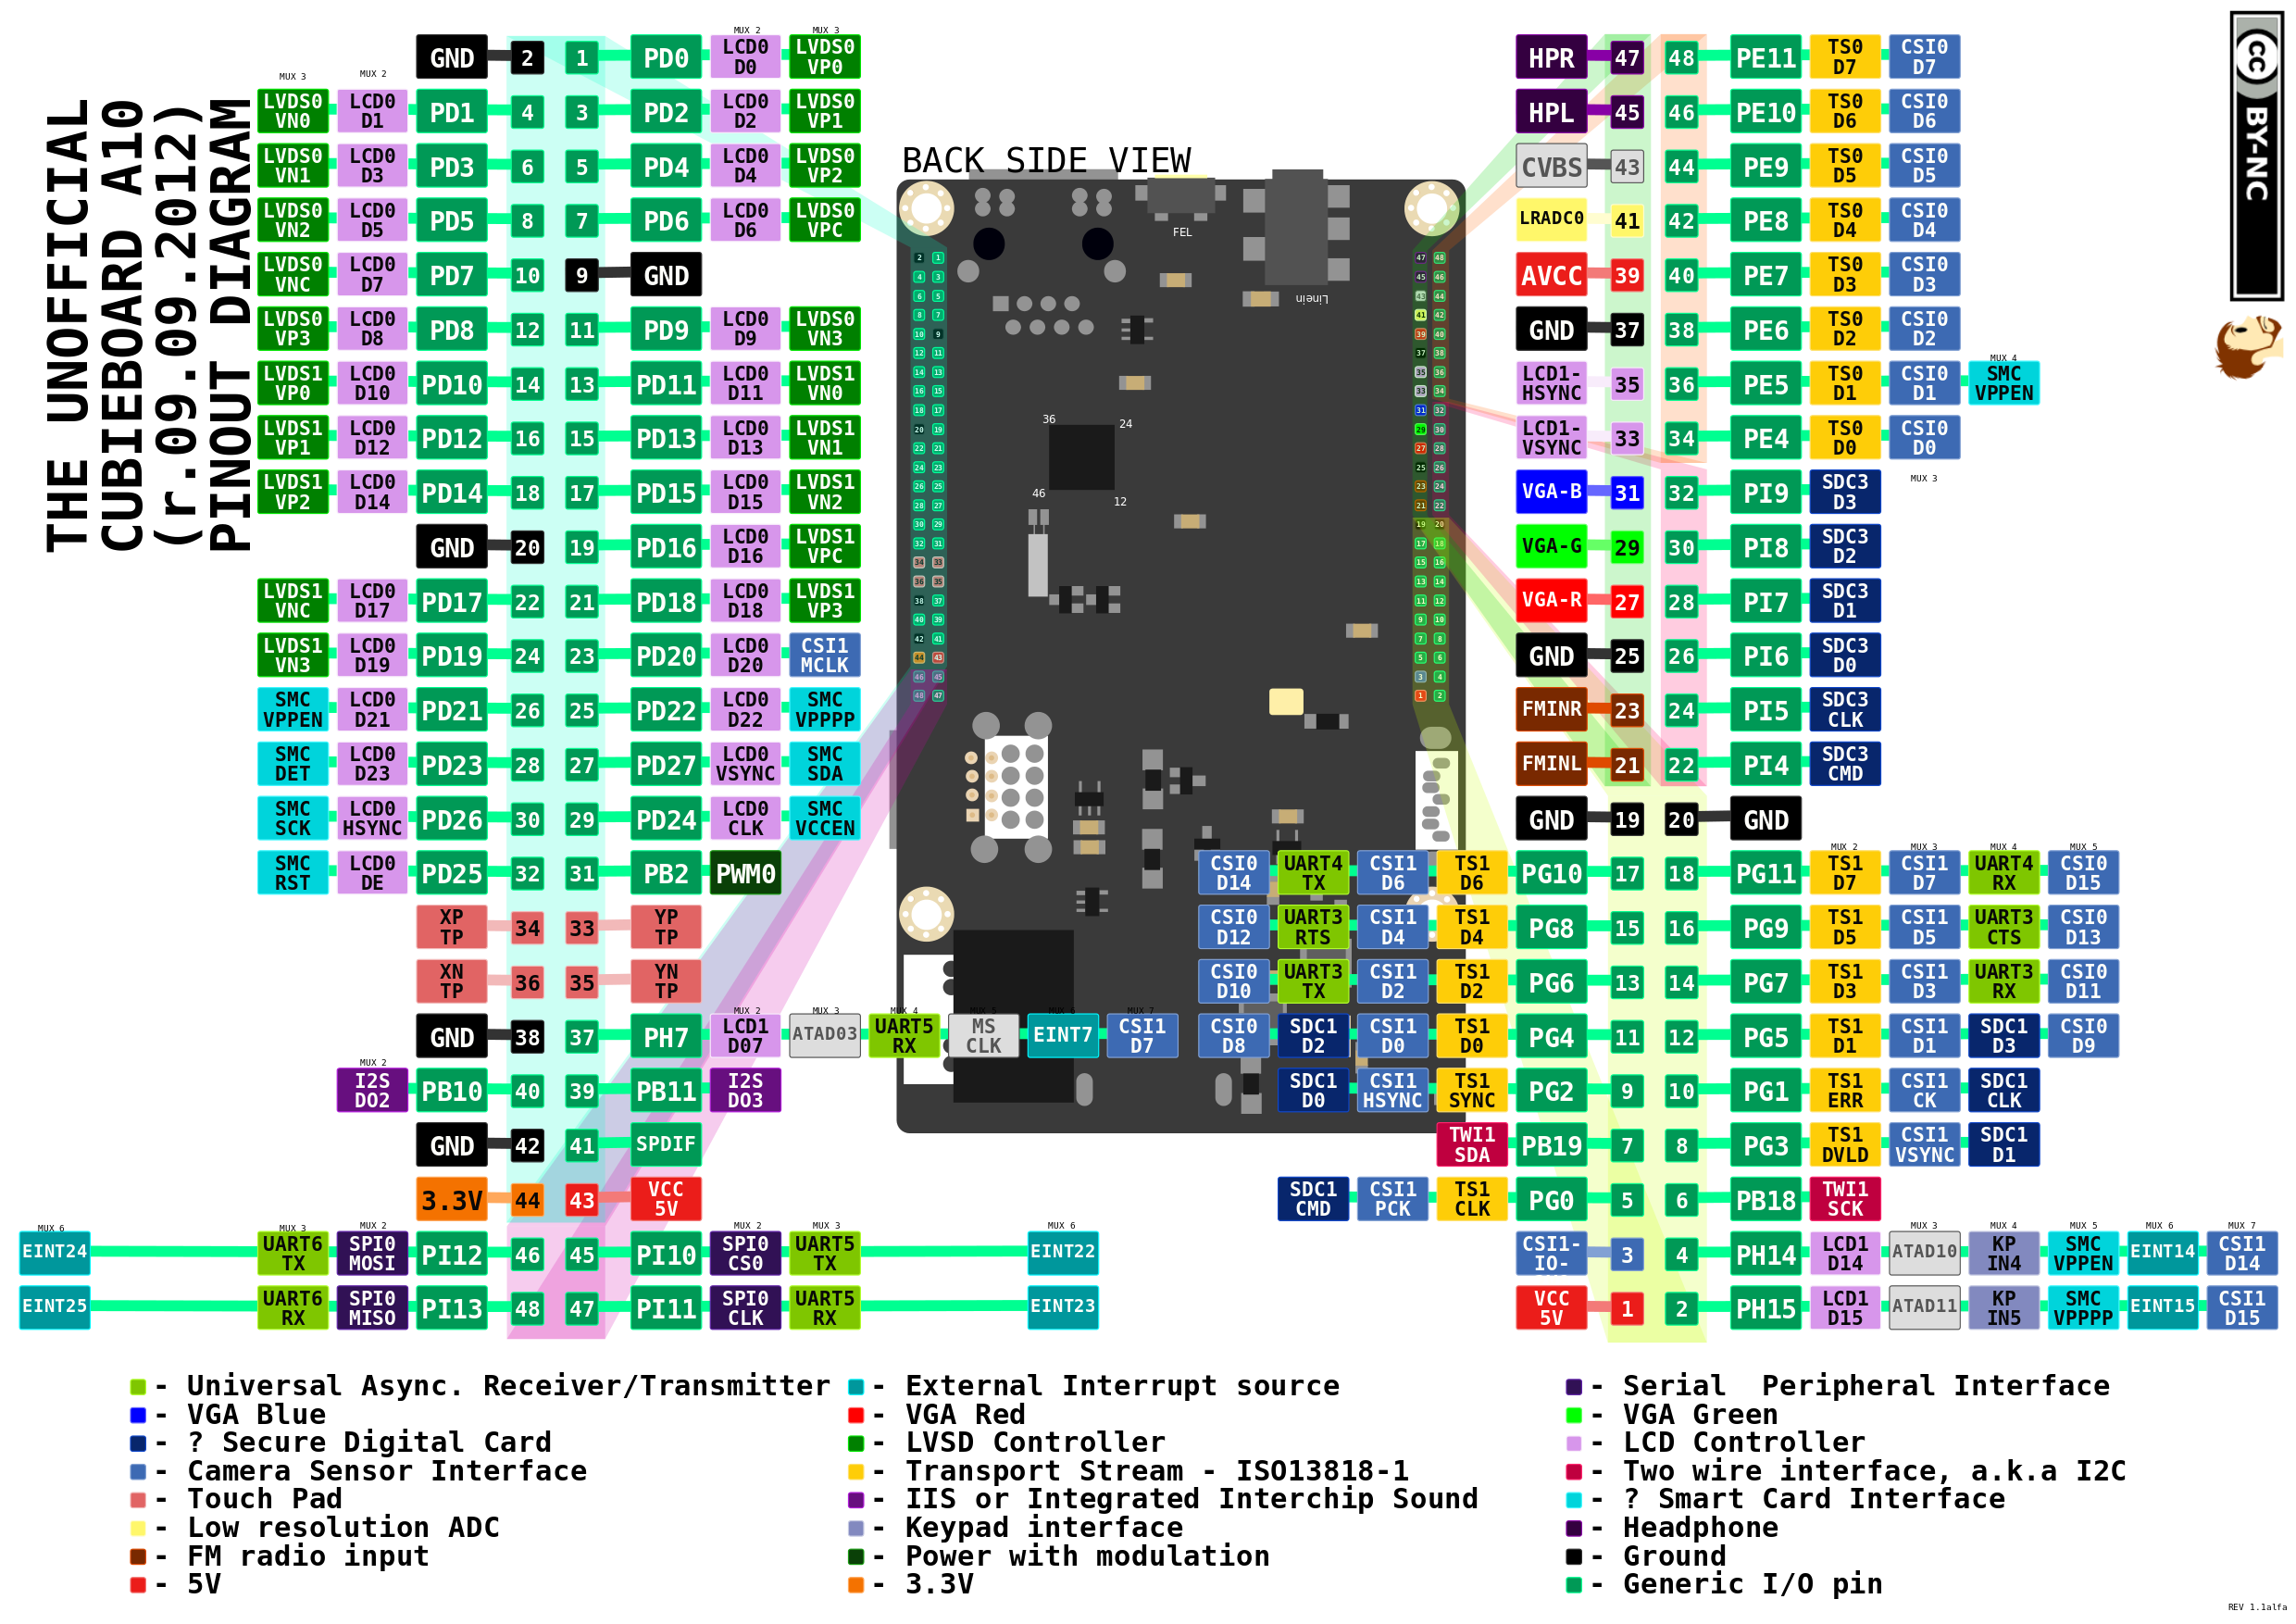 THE UNOFFICIAL
CUBIEBOARD A10
(r.09.09.2012)
PINOUT DIAGRAM
MUX 2 MUX 3
GND 2 1 PD0 LCD0 D0 LVDS0 VP0
MUX 3 MUX 2
LVDS0 VN0 LCD0 D1 PD1 4 3 PD2 LCD0 D2 LVDS0 VP1
LVDS0 VN1 LCD0 D3 PD3 6 5 PD4 LCD0 D4 LVDS0 VP2
LVDS0 VN2 LCD0 D5 PD5 8 7 PD6 LCD0 D6 LVDS0 VPC
LVDS0 VNC LCD0 D7 PD7 10 9 GND
LVDS0 VP3 LCD0 D8 PD8 12 11 PD9 LCD0 D9 LVDS0 VN3
LVDS1 VP0 LCD0 D10 PD10 14 13 PD11 LCD0 D11 LVDS1 VN0
LVDS1 VP1 LCD0 D12 PD12 16 15 PD13 LCD0 D13 LVDS1 VN1
LVDS1 VP2 LCD0 D14 PD14 18 17 PD15 LCD0 D15 LVDS1 VN2
GND 20 19 PD16 LCD0 D16 LVDS1 VPC
LVDS1 VNC LCD0 D17 PD17 22 21 PD18 LCD0 D18 LVDS1 VP3
LVDS1 VN3 LCD0 D19 PD19 24 23 PD20 LCD0 D20 CSI1 MCLK
SMC VPPEN LCD0 D21 PD21 26 25 PD22 LCD0 D22 SMC VPPPP
SMC DET LCD0 D23 PD23 28 27 PD27 LCD0 VSYNC SMC SDA
SMC SCK LCD0 HSYNC PD26 30 29 PD24 LCD0 CLK SMC VCCEN
SMC RST LCD0 DE PD25 32 31 PB2 PWM0
XP TP 34 33 YP TP
XN TP 36 35 YN TP
MUX 2 MUX 3 MUX 4 MUX 5 MUX 6 MUX 7
GND 38 37 PH7 LCD1 D07 ATAD03 UART5 RX MS CLK EINT7 CSI1 D7
MUX 2
I2S DO2 PB10 40 39 PB11 I2S DO3
GND 42 41 SPDIF
3.3V 44 43 VCC 5V
MUX 6 MUX 3 MUX 2 MUX 2 MUX 3 MUX 6
EINT24 UART6 TX SPI0 MOSI PI12 46 45 PI10 SPI0 CS0 UART5 TX EINT22
EINT25 UART6 RX SPI0 MISO PI13 48 47 PI11 SPI0 CLK UART5 RX EINT23
BACK SIDE VIEW
FEL
Linein
36
24
46
12
HPR 47 48 PE11 TS0 D7 CSI0 D7
HPL 45 46 PE10 TS0 D6 CSI0 D6
CVBS 43 44 PE9 TS0 D5 CSI0 D5
LRADC0 41 42 PE8 TS0 D4 CSI0 D4
AVCC 39 40 PE7 TS0 D3 CSI0 D3
GND 37 38 PE6 TS0 D2 CSI0 D2
MUX 4
LCD1-HSYNC 35 36 PE5 TS0 D1 CSI0 D1 SMC VPPEN
LCD1-VSYNC 33 34 PE4 TS0 D0 CSI0 D0
MUX 3
VGA-B 31 32 PI9 SDC3 D3
VGA-G 29 30 PI8 SDC3 D2
VGA-R 27 28 PI7 SDC3 D1
GND 25 26 PI6 SDC3 D0
FMINR 23 24 PI5 SDC3 CLK
FMINL 21 22 PI4 SDC3 CMD
GND 19 20 GND
MUX 2 MUX 3 MUX 4 MUX 5
CSI0 D14 UART4 TX CSI1 D6 TS1 D6 PG10 17 18 PG11 TS1 D7 CSI1 D7 UART4 RX CSI0 D15
CSI0 D12 UART3 RTS CSI1 D4 TS1 D4 PG8 15 16 PG9 TS1 D5 CSI1 D5 UART3 CTS CSI0 D13
CSI0 D10 UART3 TX CSI1 D2 TS1 D2 PG6 13 14 PG7 TS1 D3 CSI1 D3 UART3 RX CSI0 D11
CSI0 D8 SDC1 D2 CSI1 D0 TS1 D0 PG4 11 12 PG5 TS1 D1 CSI1 D1 SDC1 D3 CSI0 D9
SDC1 D0 CSI1 HSYNC TS1 SYNC PG2 9 10 PG1 TS1 ERR CSI1 CK SDC1 CLK
TWI1 SDA PB19 7 8 PG3 TS1 DVLD CSI1 VSYNC SDC1 D1
SDC1 CMD CSI1 PCK TS1 CLK PG0 5 6 PB18 TWI1 SCK
MUX 3 MUX 4 MUX 5 MUX 6 MUX 7
CSI1-IO- 3 4 PH14 LCD1 D14 ATAD10 KP IN4 SMC VPPEN EINT14 CSI1 D14
VCC 5V 1 2 PH15 LCD1 D15 ATAD11 KP IN5 SMC VPPPP EINT15 CSI1 D15
cc BY-NC
- Universal Async. Receiver/Transmitter
- VGA Blue
- ? Secure Digital Card
- Camera Sensor Interface
- Touch Pad
- Low resolution ADC
- FM radio input
- 5V
- External Interrupt source
- VGA Red
- LVSD Controller
- Transport Stream - ISO13818-1
- IIS or Integrated Interchip Sound
- Keypad interface
- Power with modulation
- 3.3V
- Serial Peripheral Interface
- VGA Green
- LCD Controller
- Two wire interface, a.k.a I2C
- ? Smart Card Interface
- Headphone
- Ground
- Generic I/O pin
REV 1.1alfa